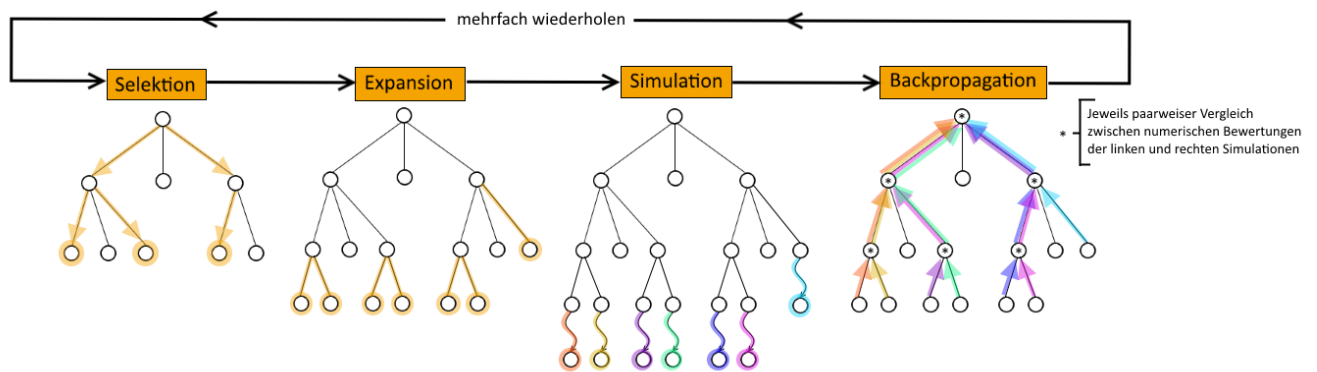 mehrfach wiederholen
Selektion
Expansion
Simulation
Backpropagation
* Jeweils paarweiser Vergleich
zwischen numerischen Bewertungen
der linken und rechten Simulationen
*
*
*
*
*
*